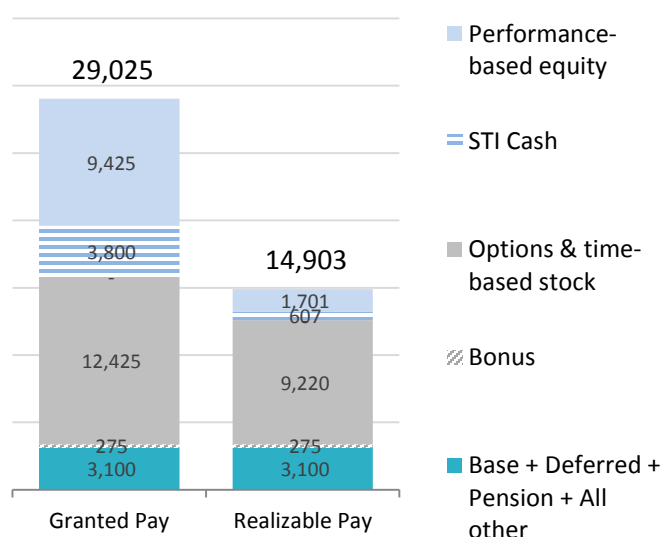 29,025
9,425
3,800
-
12,425
275
3,100
Granted Pay
14,903
1,701
607
9,220
275
3,100
Realizable Pay
Performance-
based equity
STI Cash
Options & time-
based stock
Bonus
Base + Deferred +
Pension + All
other